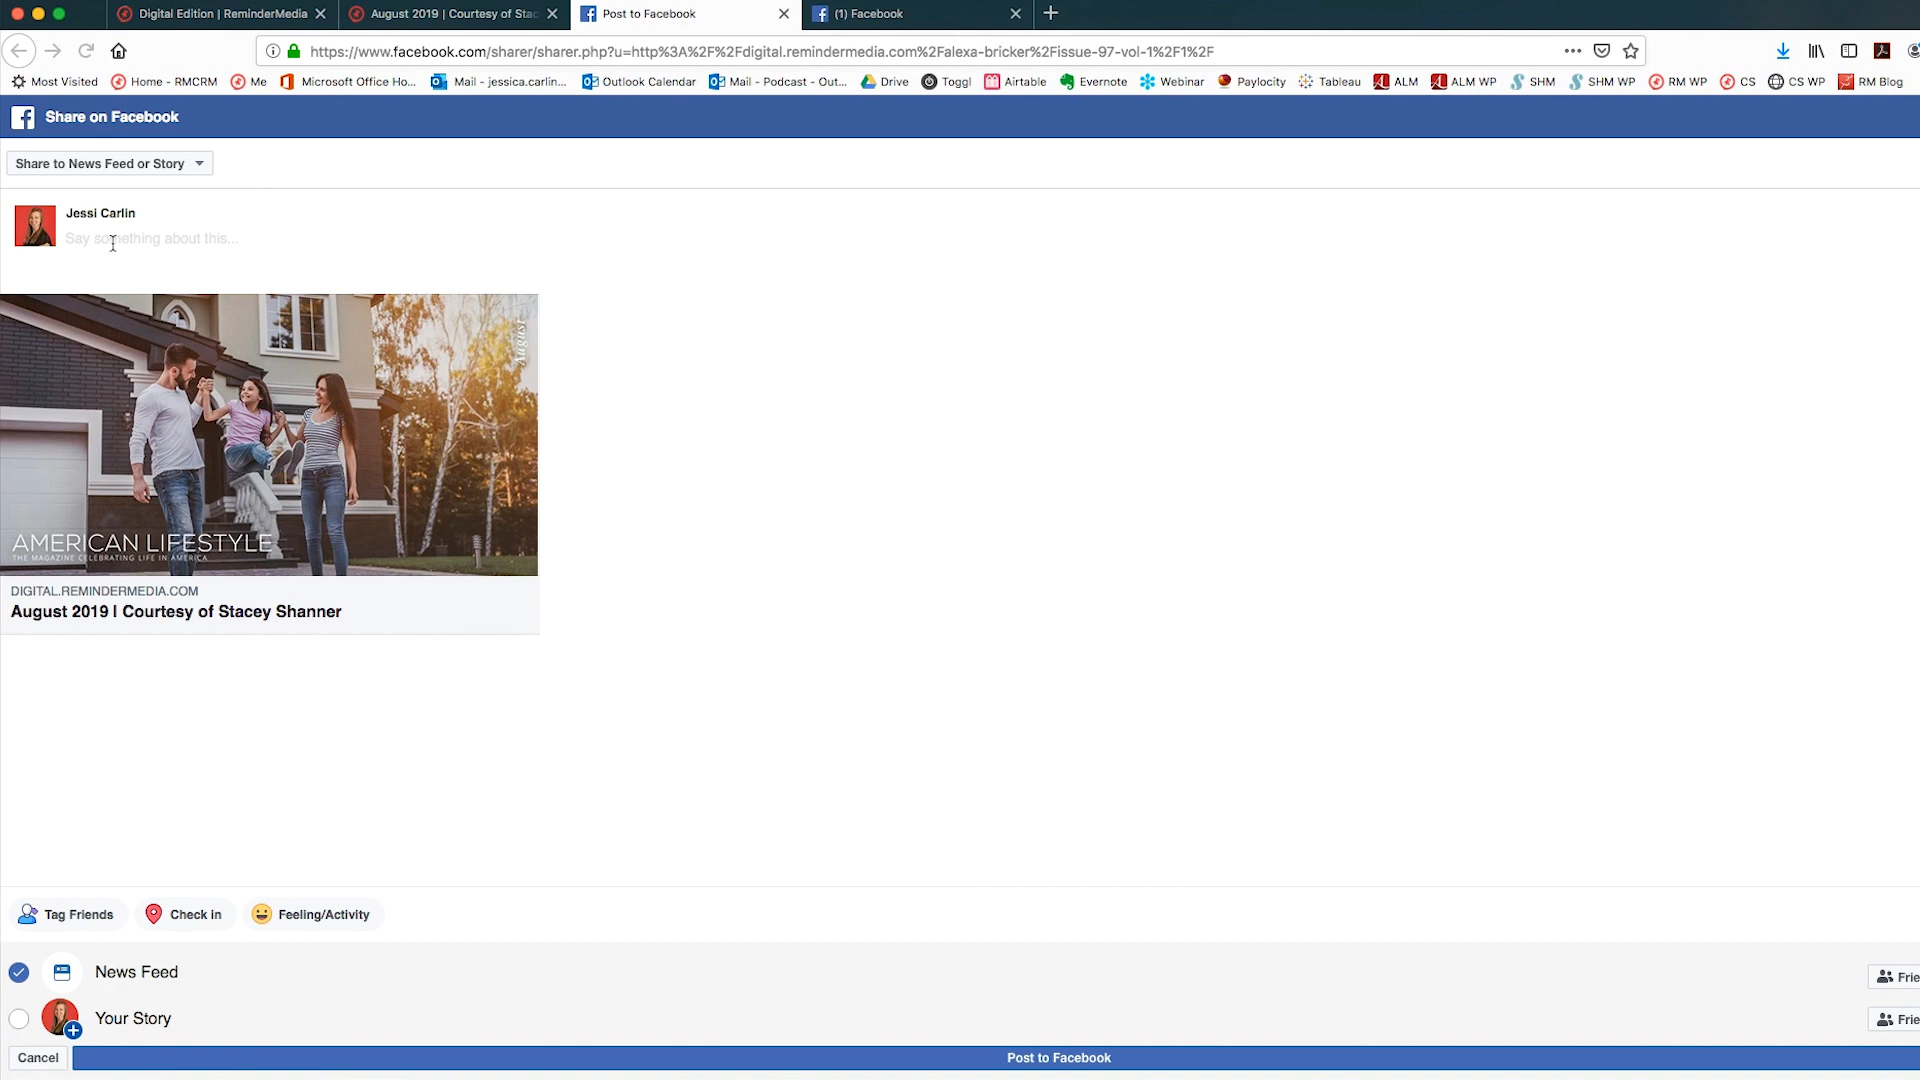 Digital Edition | ReminderMedia
August 2019 | Courtesy of Stac
Post to Facebook
(1) Facebook
https://www.facebook.com/sharer/sharer.php?u=http%3A%2F%2Fdigital.remindermedia.com%2Falexa-bricker%2Fissue-97-vol-1%2F1%2F
Most Visited
Home - RMCRM
Me
Microsoft Office Ho...
Mail - jessica.carlin...
Outlook Calendar
Mail - Podcast - Out...
Drive
Toggl
Airtable
Evernote
Webinar
Paylocity
Tableau
ALM
ALM WP
SHM
SHM WP
RM WP
CS
CS WP
RM Blog
Share on Facebook
Share to News Feed or Story
Jessi Carlin
Say something about this...
August
AMERICAN LIFESTYLE
THE MAGAZINE CELEBRATING LIFE IN AMERICA
DIGITAL.REMINDERMEDIA.COM
August 2019 | Courtesy of Stacey Shanner
Tag Friends
Check in
Feeling/Activity
News Feed
Frie
Your Story
Frie
Cancel
Post to Facebook